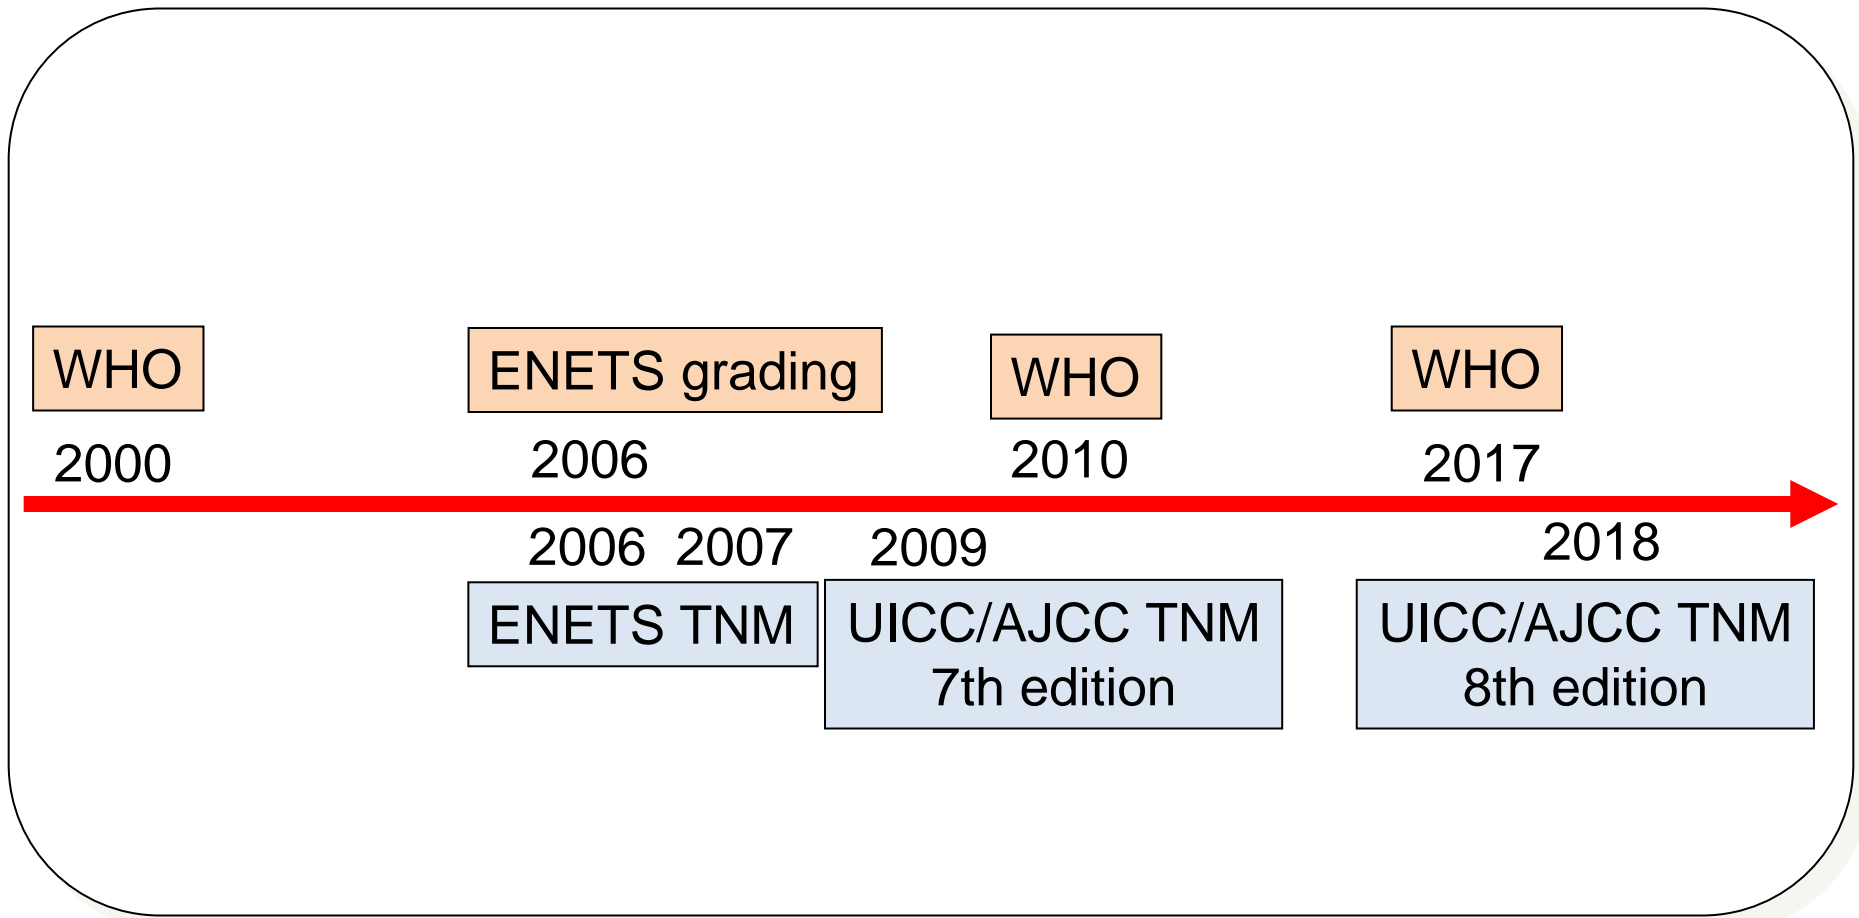 WHO
ENETS grading
WHO
WHO
2000
2006
2010
2017
2006 2007
2009
2018
ENETS TNM
UICC/AJCC TNM
7th edition
UICC/AJCC TNM
8th edition